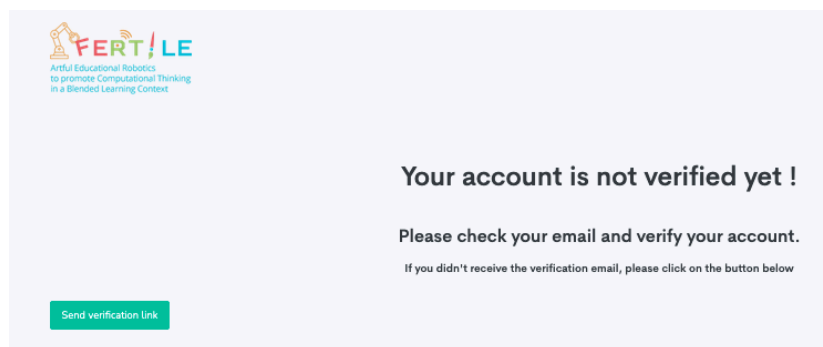 FERTILE
Artful Educational Robotics
to promote Computational Thinking
in a Blended Learning Context
Your account is not verified yet !
Please check your email and verify your account.
If you didn't receive the verification email, please click on the button below
Send verification link